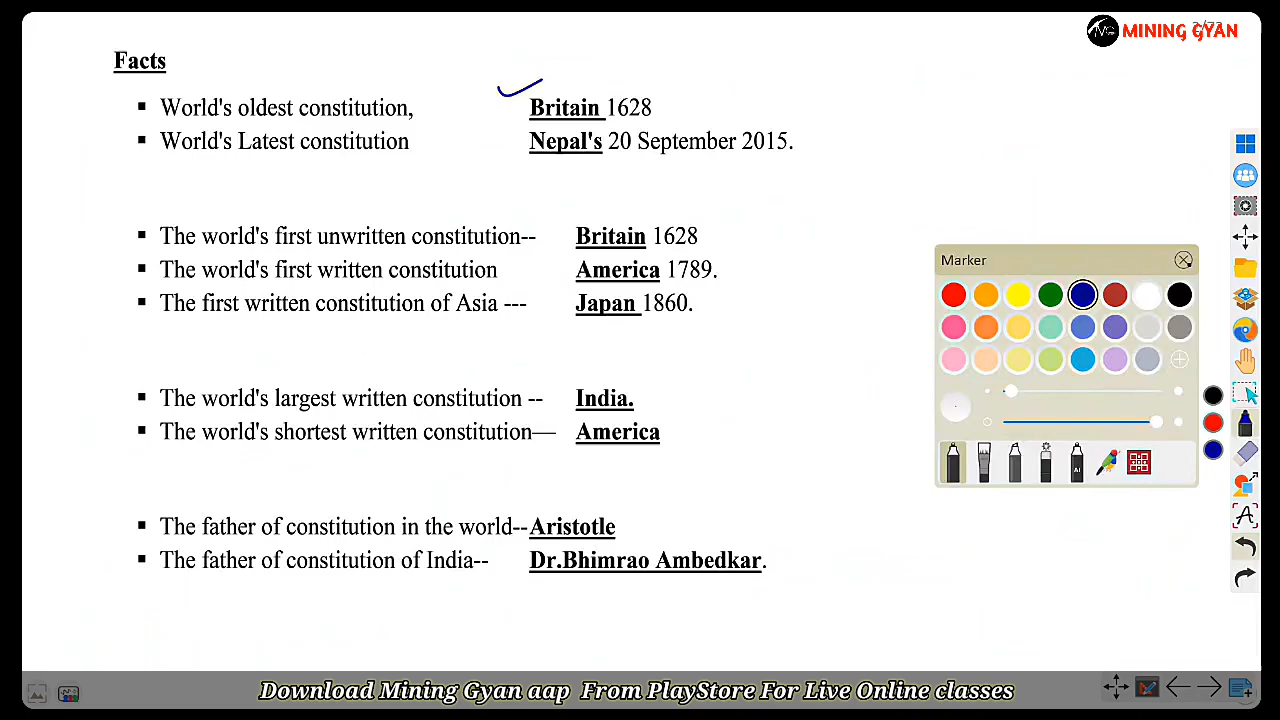 2/73
MINING GYAN
Facts
▪ World's oldest constitution, Britain 1628
▪ World's Latest constitution Nepal's 20 September 2015.
▪ The world's first unwritten constitution-- Britain 1628
▪ The world's first written constitution America 1789.
▪ The first written constitution of Asia --- Japan 1860.
Marker
▪ The world's largest written constitution -- India.
▪ The world's shortest written constitution— America
AI
▪ The father of constitution in the world-- Aristotle
▪ The father of constitution of India-- Dr.Bhimrao Ambedkar.
Download Mining Gyan aap From PlayStore For Live Online classes